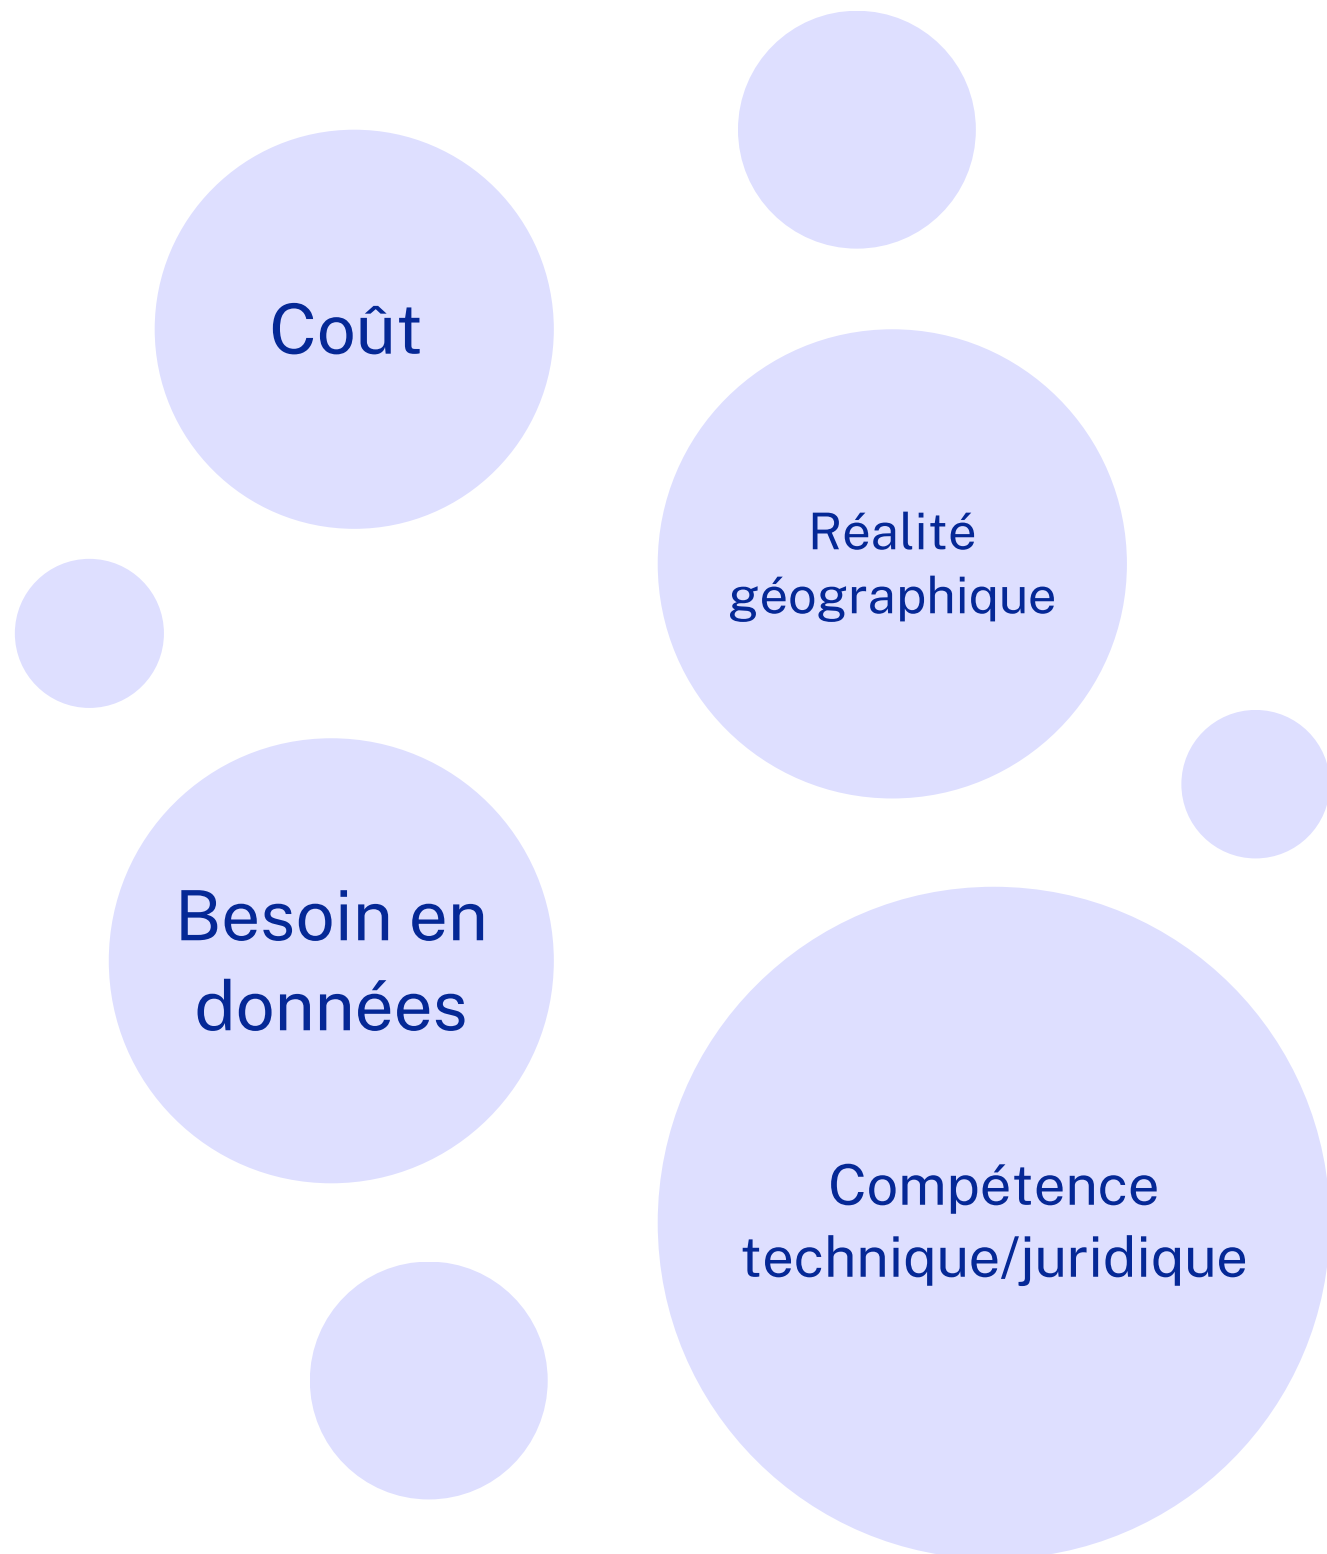 Coût
Réalité
géographique
Besoin en
données
Compétence
technique/juridique